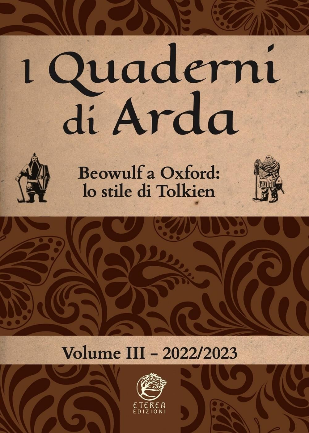 I Quaderni
di Arda
Beowulf a Oxford:
lo stile di Tolkien
Volume III – 2022/2023
ETEREA
EDIZIONI